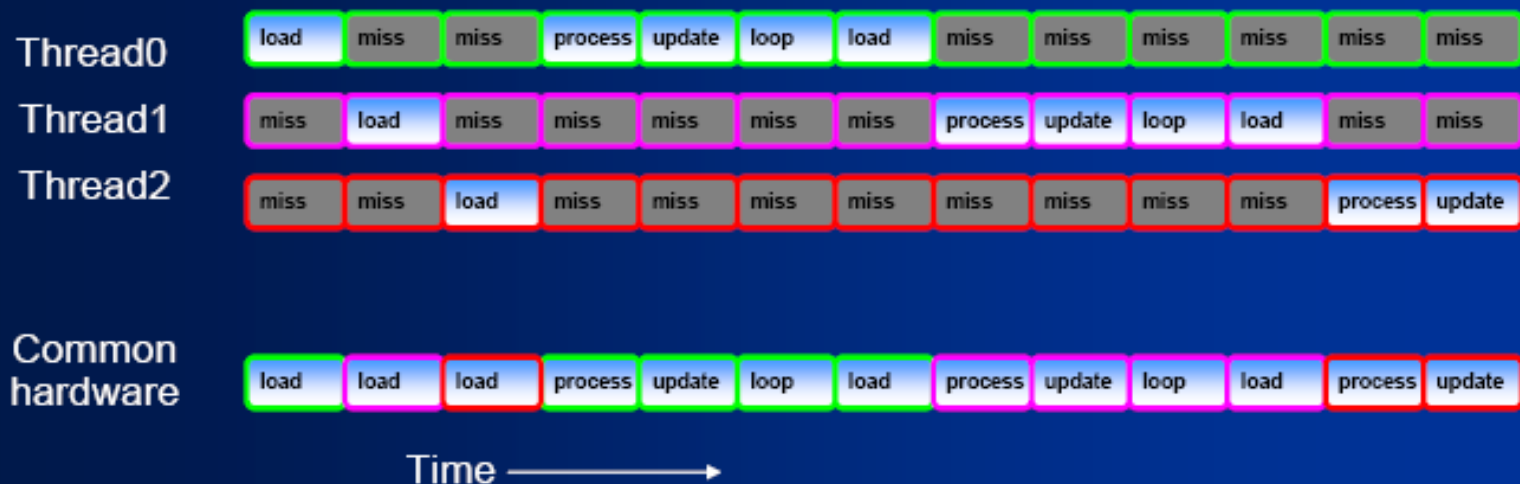 Thread0 load miss miss process update loop load miss miss miss miss miss miss
Thread1 miss load miss miss miss miss miss process update loop load miss miss
Thread2 miss miss load miss miss miss miss miss miss miss miss process update
Common
hardware load load load process update loop load process update loop load process update
Time